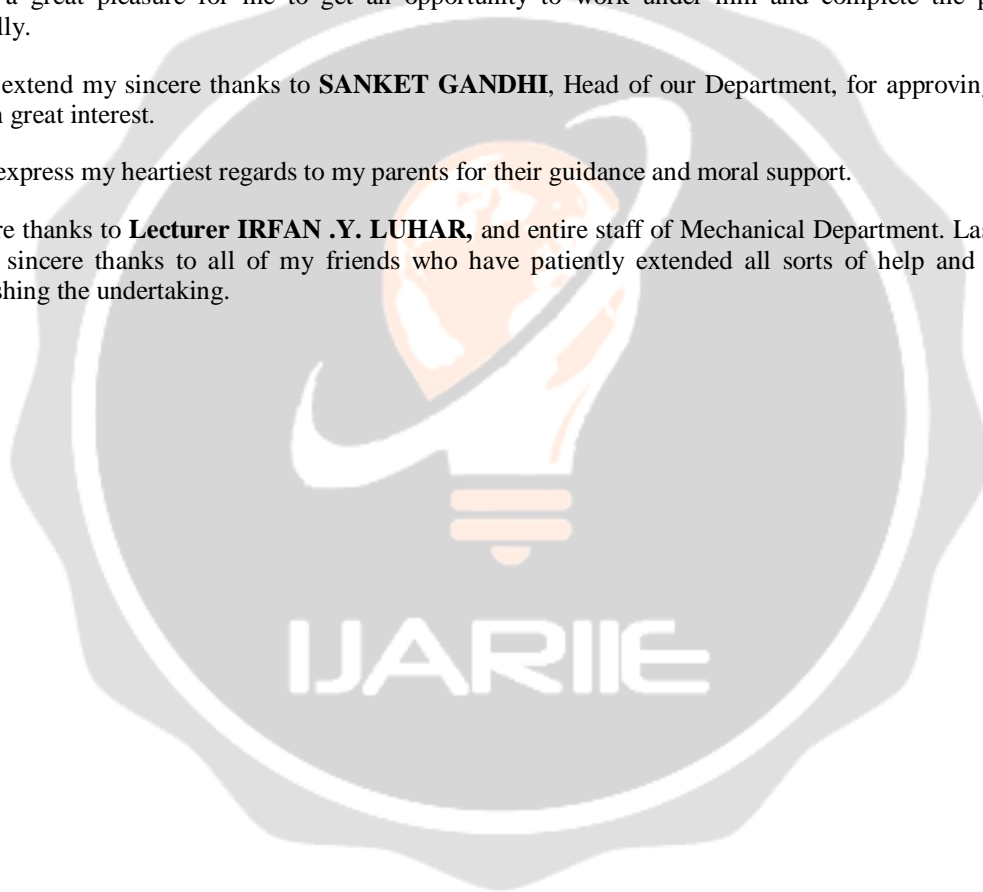 a great pleasure for me to get an opportunity to work under him and complete the
lly.
extend my sincere thanks to SANKET GANDHI, Head of our Department, for approving
great interest.
express my heartiest regards to my parents for their guidance and moral support.
re thanks to Lecturer IRFAN .Y. LUHAR, and entire staff of Mechanical Department.
sincere thanks to all of my friends who have patiently extended all sorts of help and
shing the undertaking.
IJARIIE